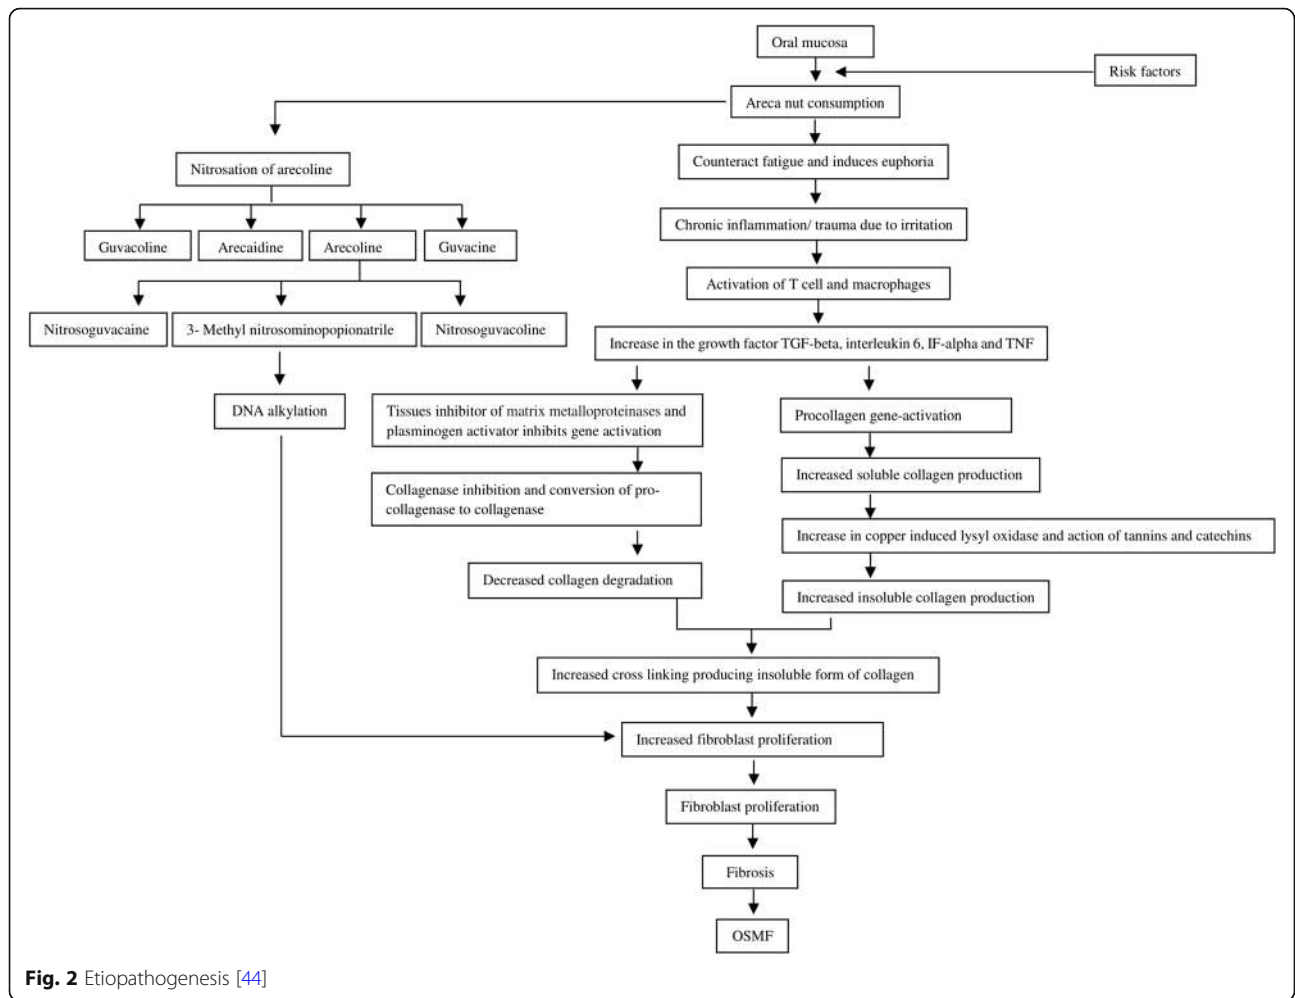 Oral mucosa
Risk factors
Areca nut consumption
Nitrosation of arecoline
Counteract fatigue and induces euphoria
Guvacoline
Arecaidine
Arecoline
Guvacine
Chronic inflammation/ trauma due to irritation
Activation of T cell and macrophages
Nitrosoguvacaine
3- Methyl nitrosominopopionatrile
Nitrosoguvacoline
Increase in the growth factor TGF-beta, interleukin 6, IF-alpha and TNF
DNA alkylation
Tissues inhibitor of matrix metalloproteinases and
plasminogen activator inhibits gene activation
Procollagen gene-activation
Collagenase inhibition and conversion of pro-
collagenase to collagenase
Increased soluble collagen production
Increase in copper induced lysyl oxidase and action of tannins and catechins
Decreased collagen degradation
Increased insoluble collagen production
Increased cross linking producing insoluble form of collagen
Increased fibroblast proliferation
Fibroblast proliferation
Fibrosis
OSMF
Fig. 2 Etiopathogenesis [44]